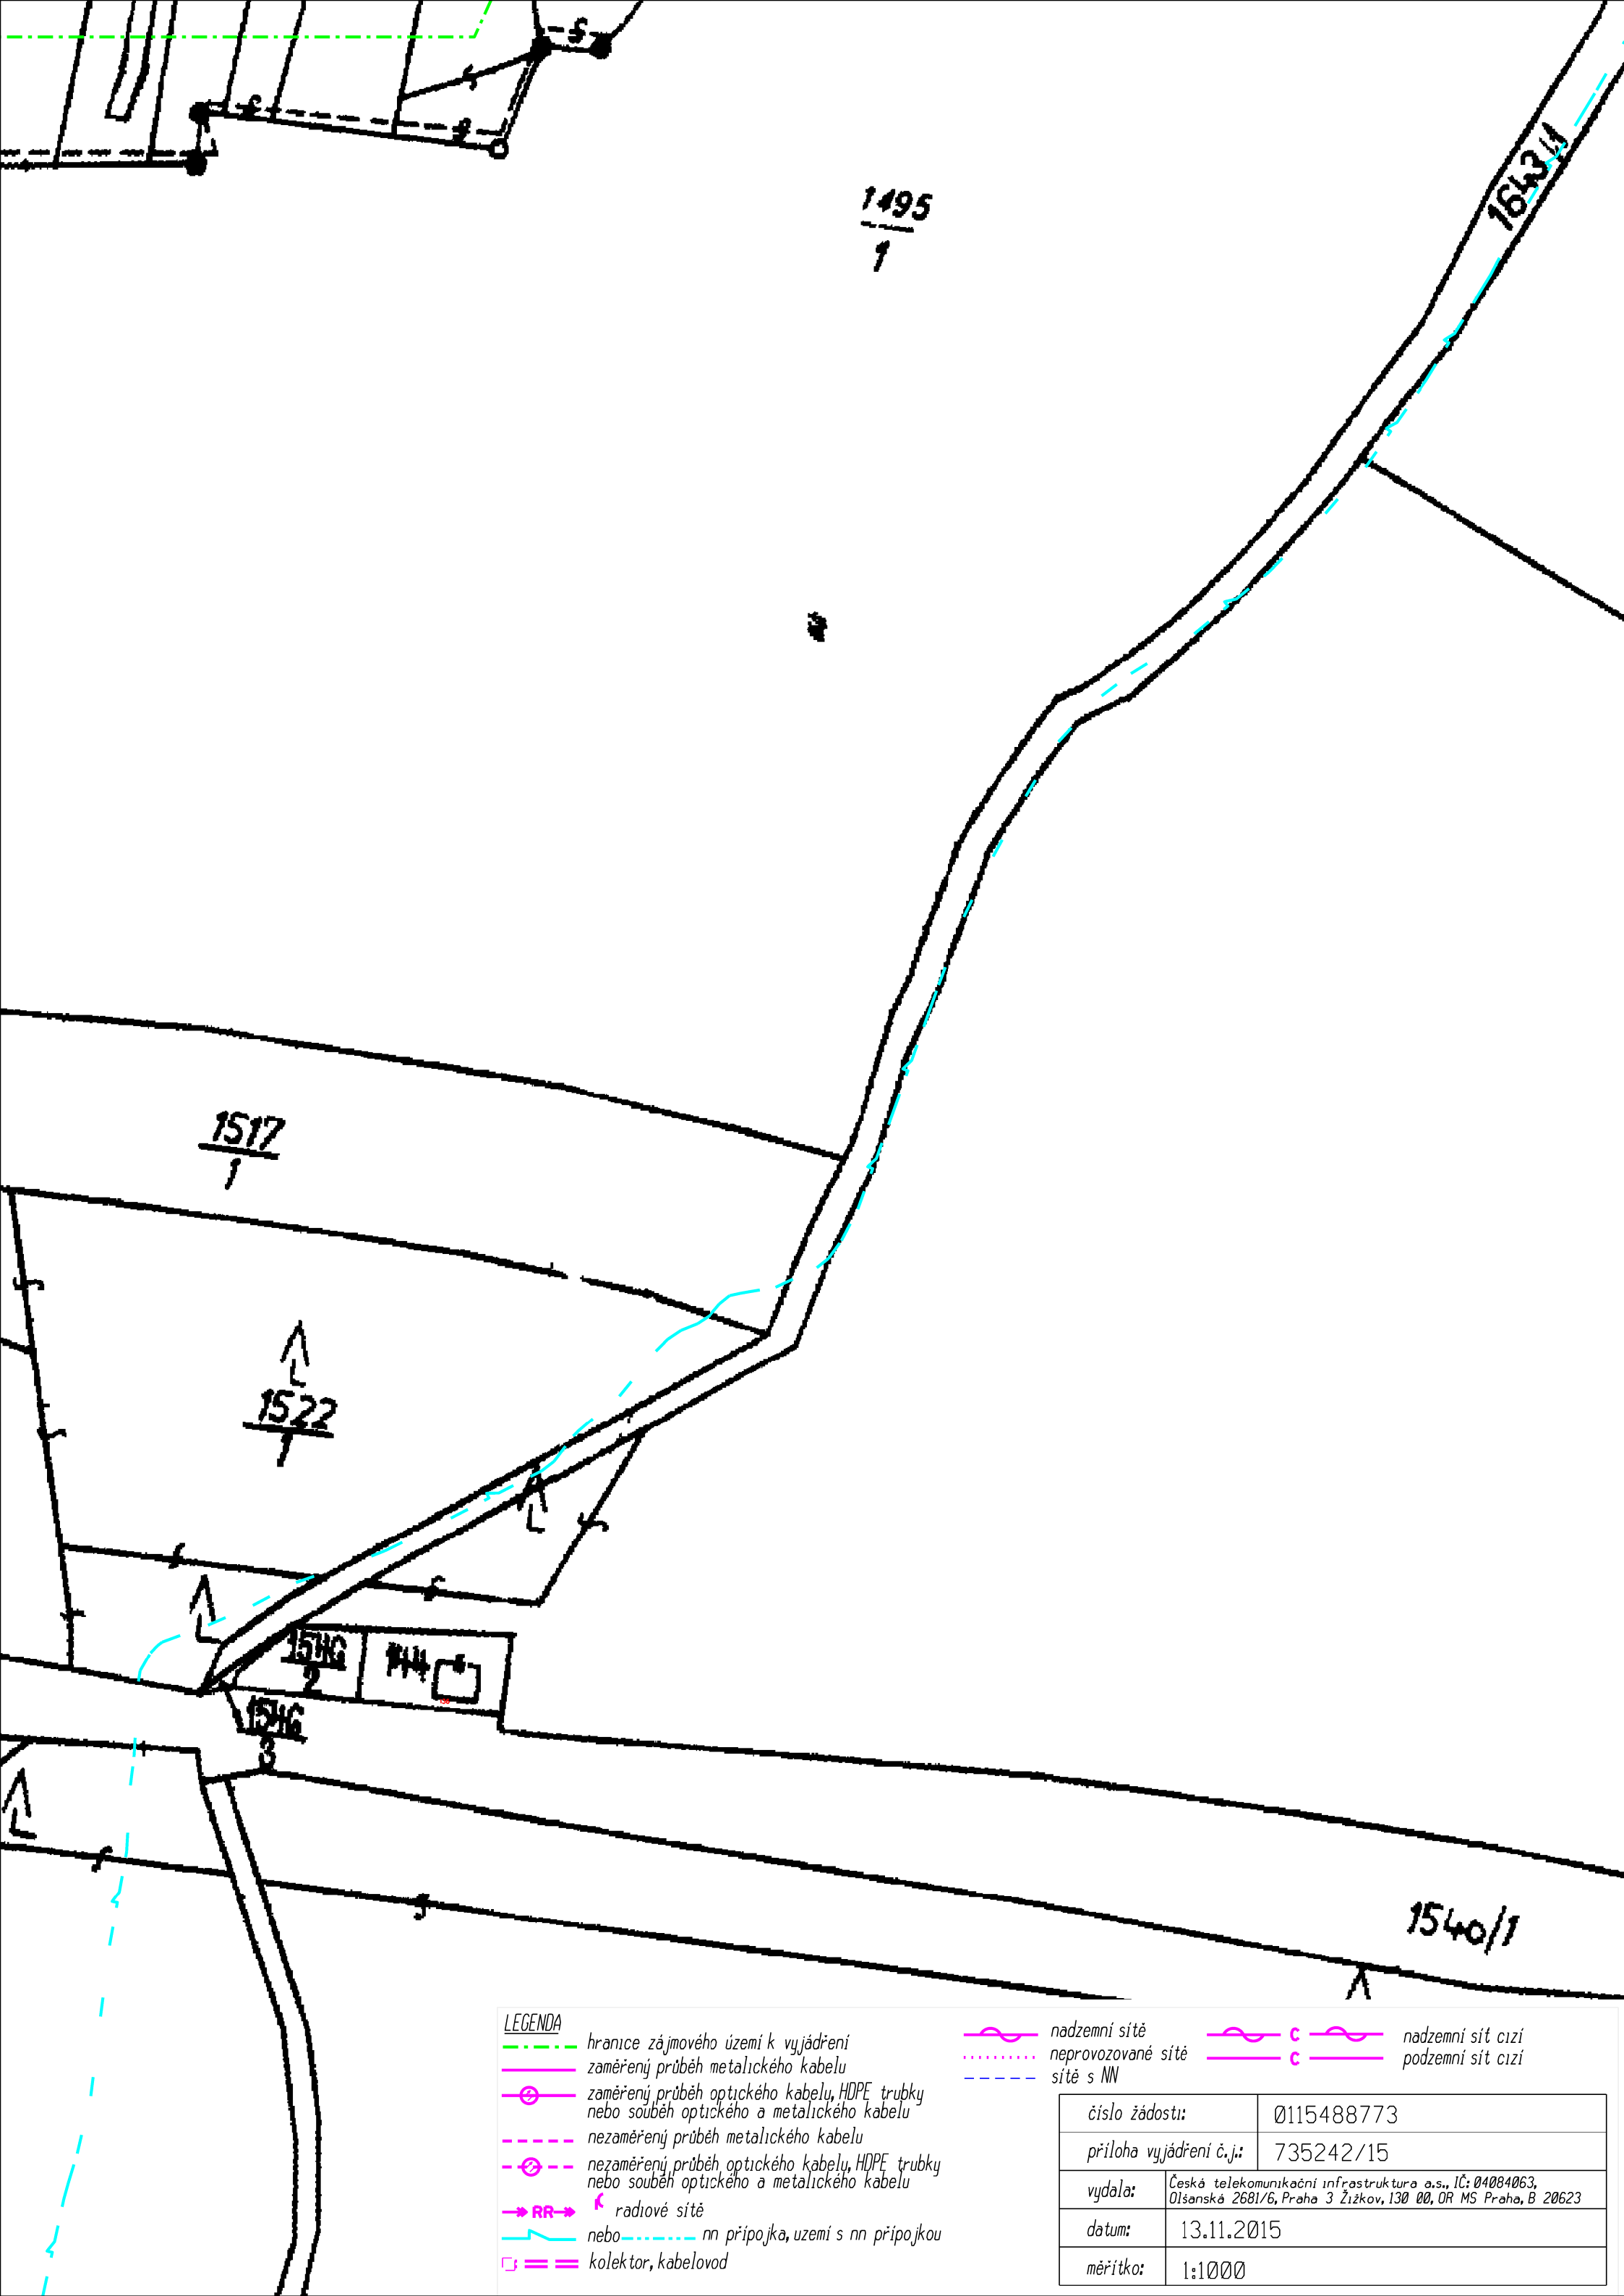 1495
1
1643/1
1517
1
1522
1
2
3
1540/1
LEGENDA
hranice zájmového území k vyjádření
zaměřený průběh metalického kabelu
zaměřený průběh optického kabelu, HDPE trubky
nebo souběh optického a metalického kabelu
nezaměřený průběh metalického kabelu
nezaměřený průběh optického kabelu, HDPE trubky
nebo souběh optického a metalického kabelu
RR radiové sítě
nebo nn přípojka, uzemí s nn přípojkou
kolektor, kabelovod
nadzemní sítě
neprovozované sítě
sítě s NN
C nadzemní sít cizí
C podzemní sít cizí
číslo žádosti: 0115488773
příloha vyjádření č.j.: 735242/15
vydala: Česká telekomunikační infrastruktura a.s., IČ: 04084063,
Olšanská 2681/6, Praha 3 Žižkov, 130 00, OR MS Praha, B 20623
datum: 13.11.2015
měřítko: 1:1000